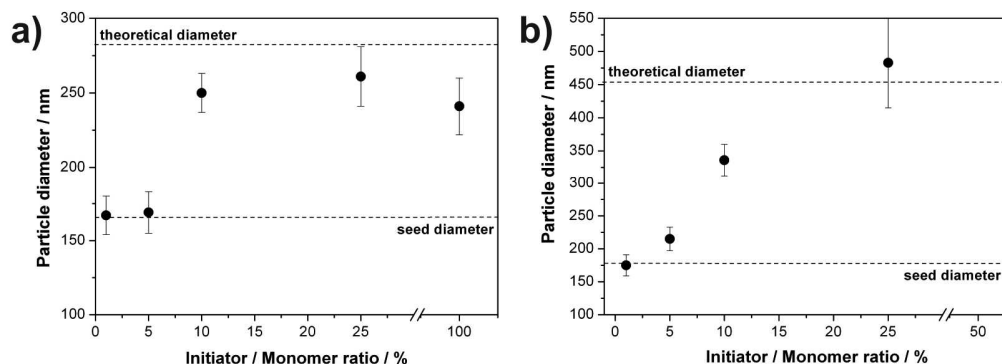 a)
300
250
200
150
100
Particle diameter / nm
theoretical diameter
seed diameter
0 5 10 15 20 25 100
Initiator / Monomer ratio / %
b)
550
500
450
400
350
300
250
200
150
100
Particle diameter / nm
theoretical diameter
seed diameter
0 5 10 15 20 25 50
Initiator / Monomer ratio / %